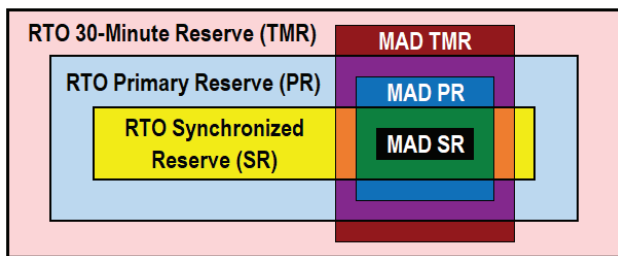 RTO 30-Minute Reserve (TMR)
MAD TMR
RTO Primary Reserve (PR)
MAD PR
RTO Synchronized
Reserve (SR)
MAD SR